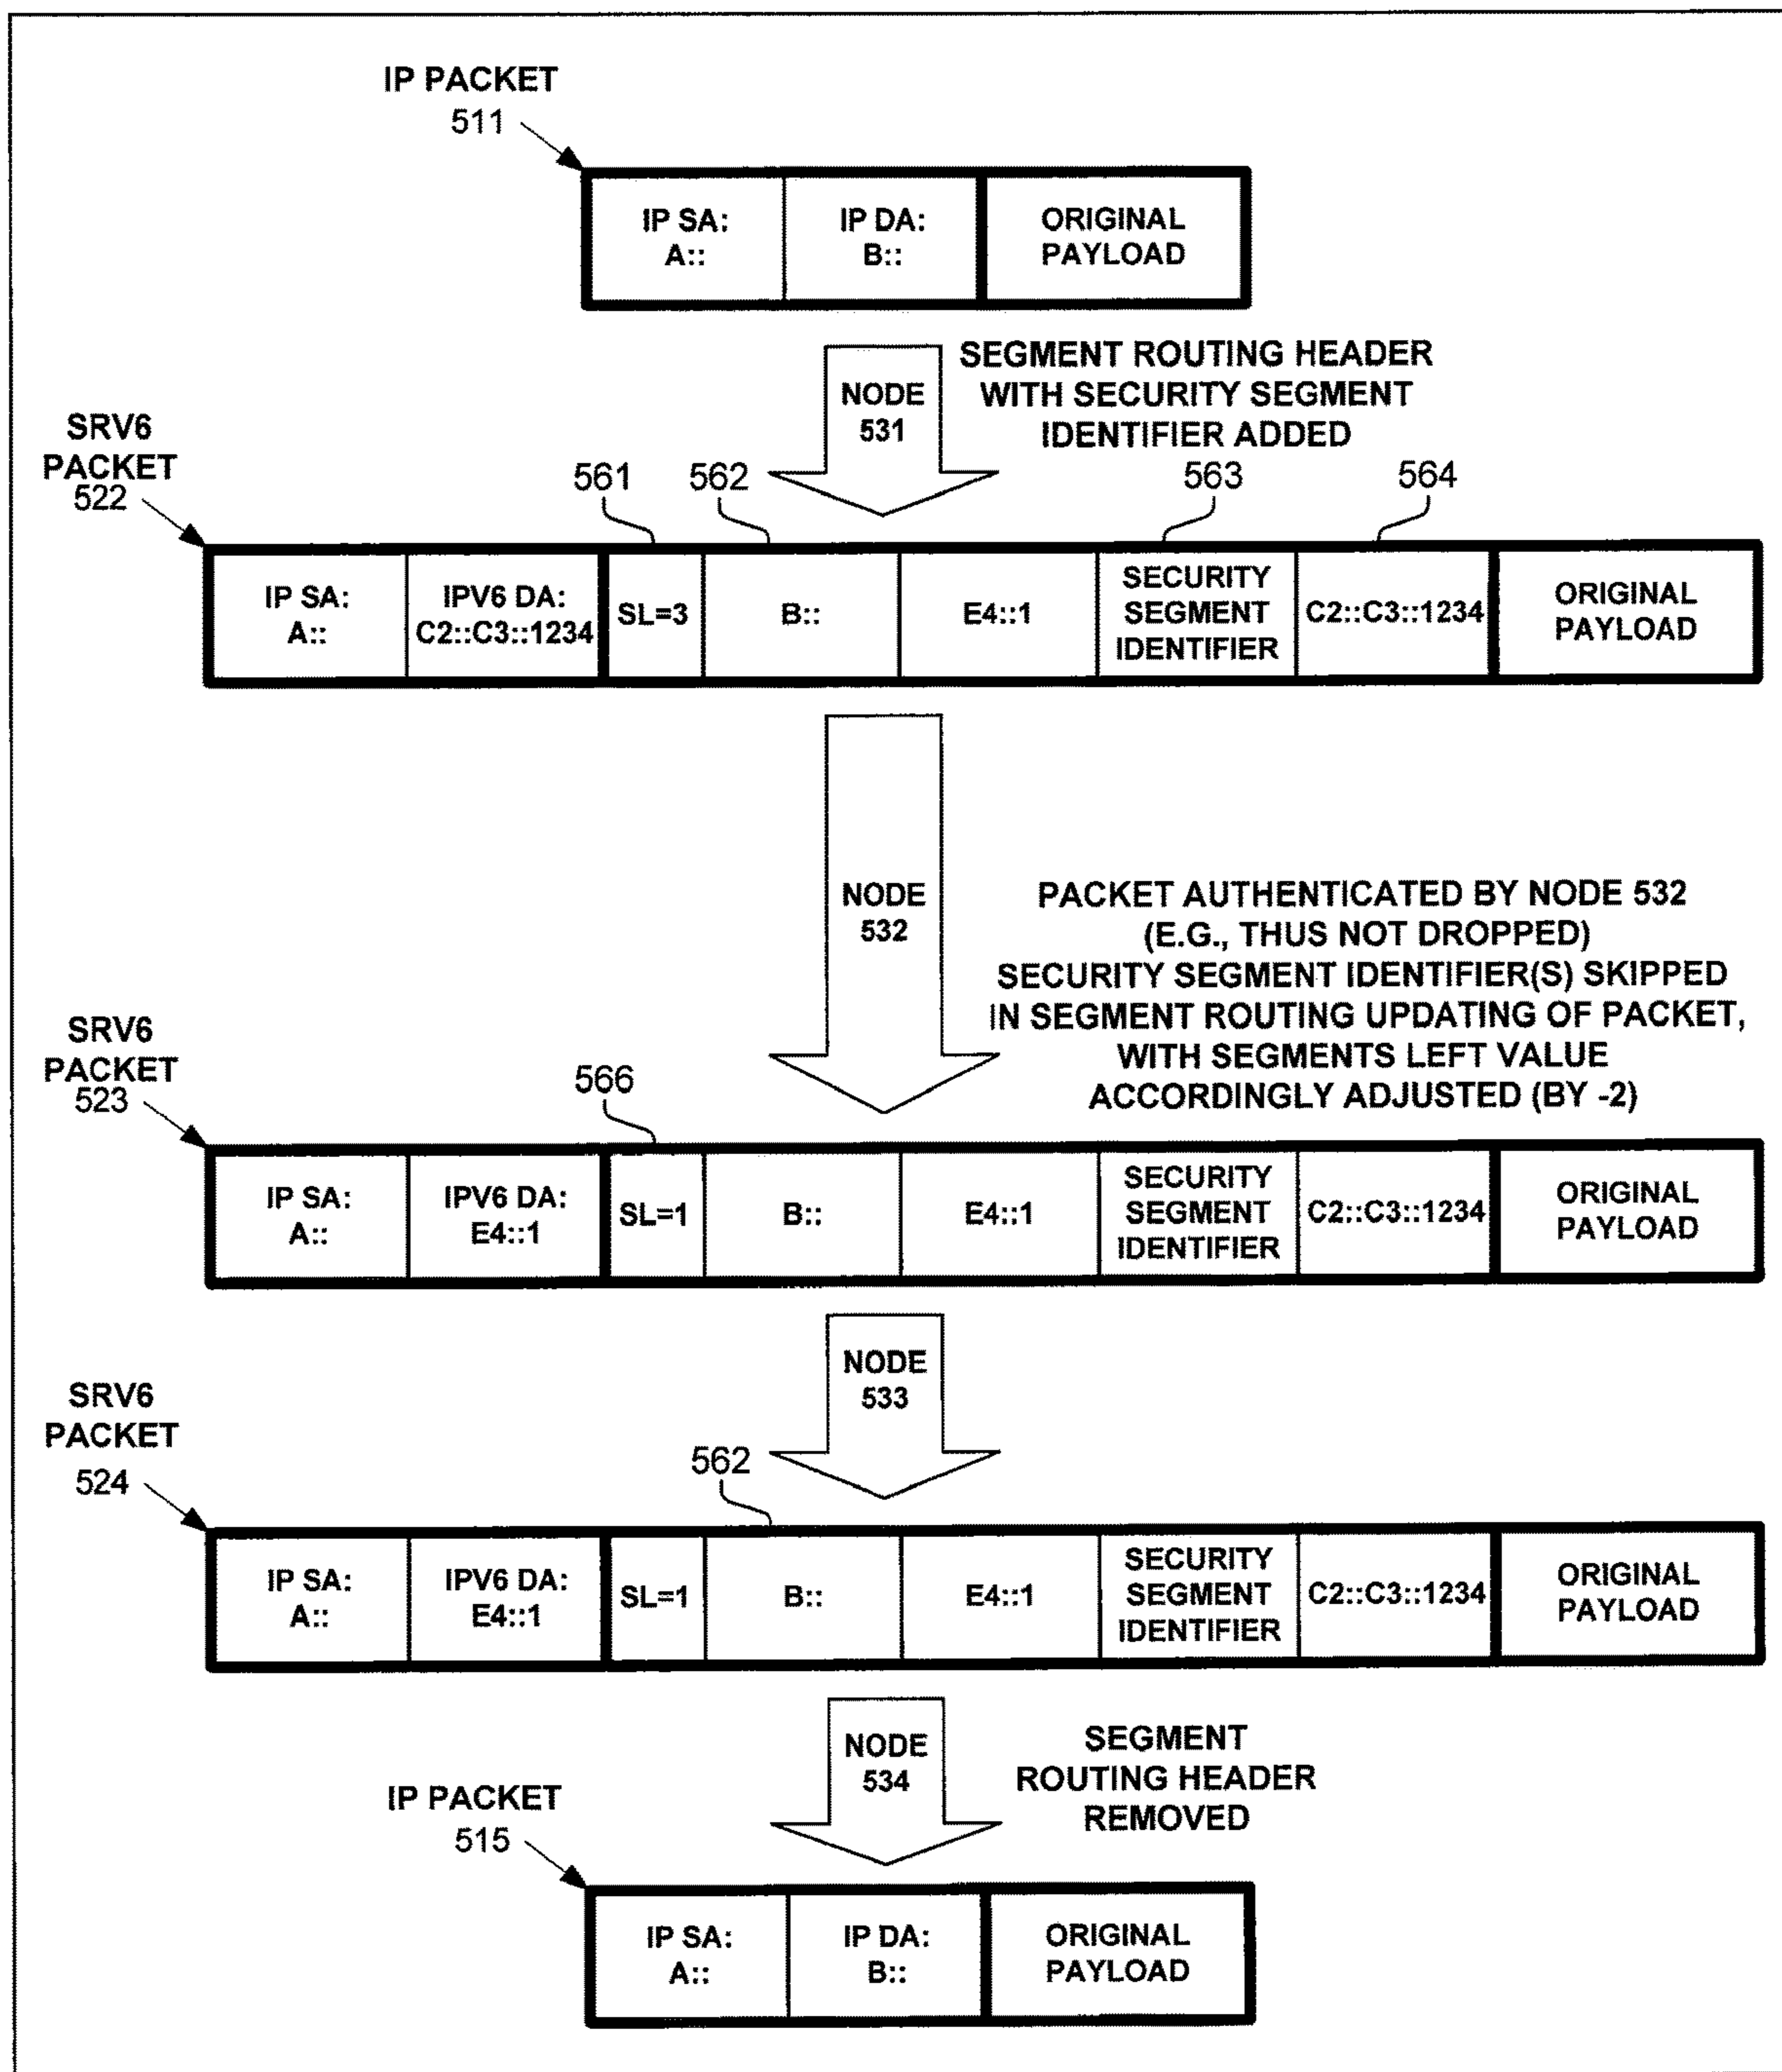 IP PACKET
511
IP SA:
A::
IP DA:
B::
ORIGINAL
PAYLOAD
NODE
531
SEGMENT ROUTING HEADER
WITH SECURITY SEGMENT
IDENTIFIER ADDED
SRV6
PACKET
522
561
562
563
564
IP SA:
A::
IPV6 DA:
C2::C3::1234
SL=3
B::
E4::1
SECURITY
SEGMENT
IDENTIFIER
C2::C3::1234
ORIGINAL
PAYLOAD
NODE
532
PACKET AUTHENTICATED BY NODE 532
(E.G., THUS NOT DROPPED)
SECURITY SEGMENT IDENTIFIER(S) SKIPPED
IN SEGMENT ROUTING UPDATING OF PACKET,
WITH SEGMENTS LEFT VALUE
ACCORDINGLY ADJUSTED (BY -2)
SRV6
PACKET
523
566
IP SA:
A::
IPV6 DA:
E4::1
SL=1
B::
E4::1
SECURITY
SEGMENT
IDENTIFIER
C2::C3::1234
ORIGINAL
PAYLOAD
NODE
533
SRV6
PACKET
524
562
IP SA:
A::
IPV6 DA:
E4::1
SL=1
B::
E4::1
SECURITY
SEGMENT
IDENTIFIER
C2::C3::1234
ORIGINAL
PAYLOAD
NODE
534
SEGMENT
ROUTING HEADER
REMOVED
IP PACKET
515
IP SA:
A::
IP DA:
B::
ORIGINAL
PAYLOAD